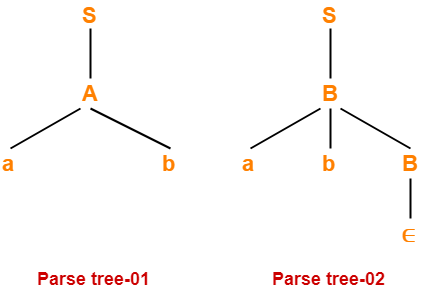 S S
A B
a b a b B
∈
Parse tree-01 Parse tree-02